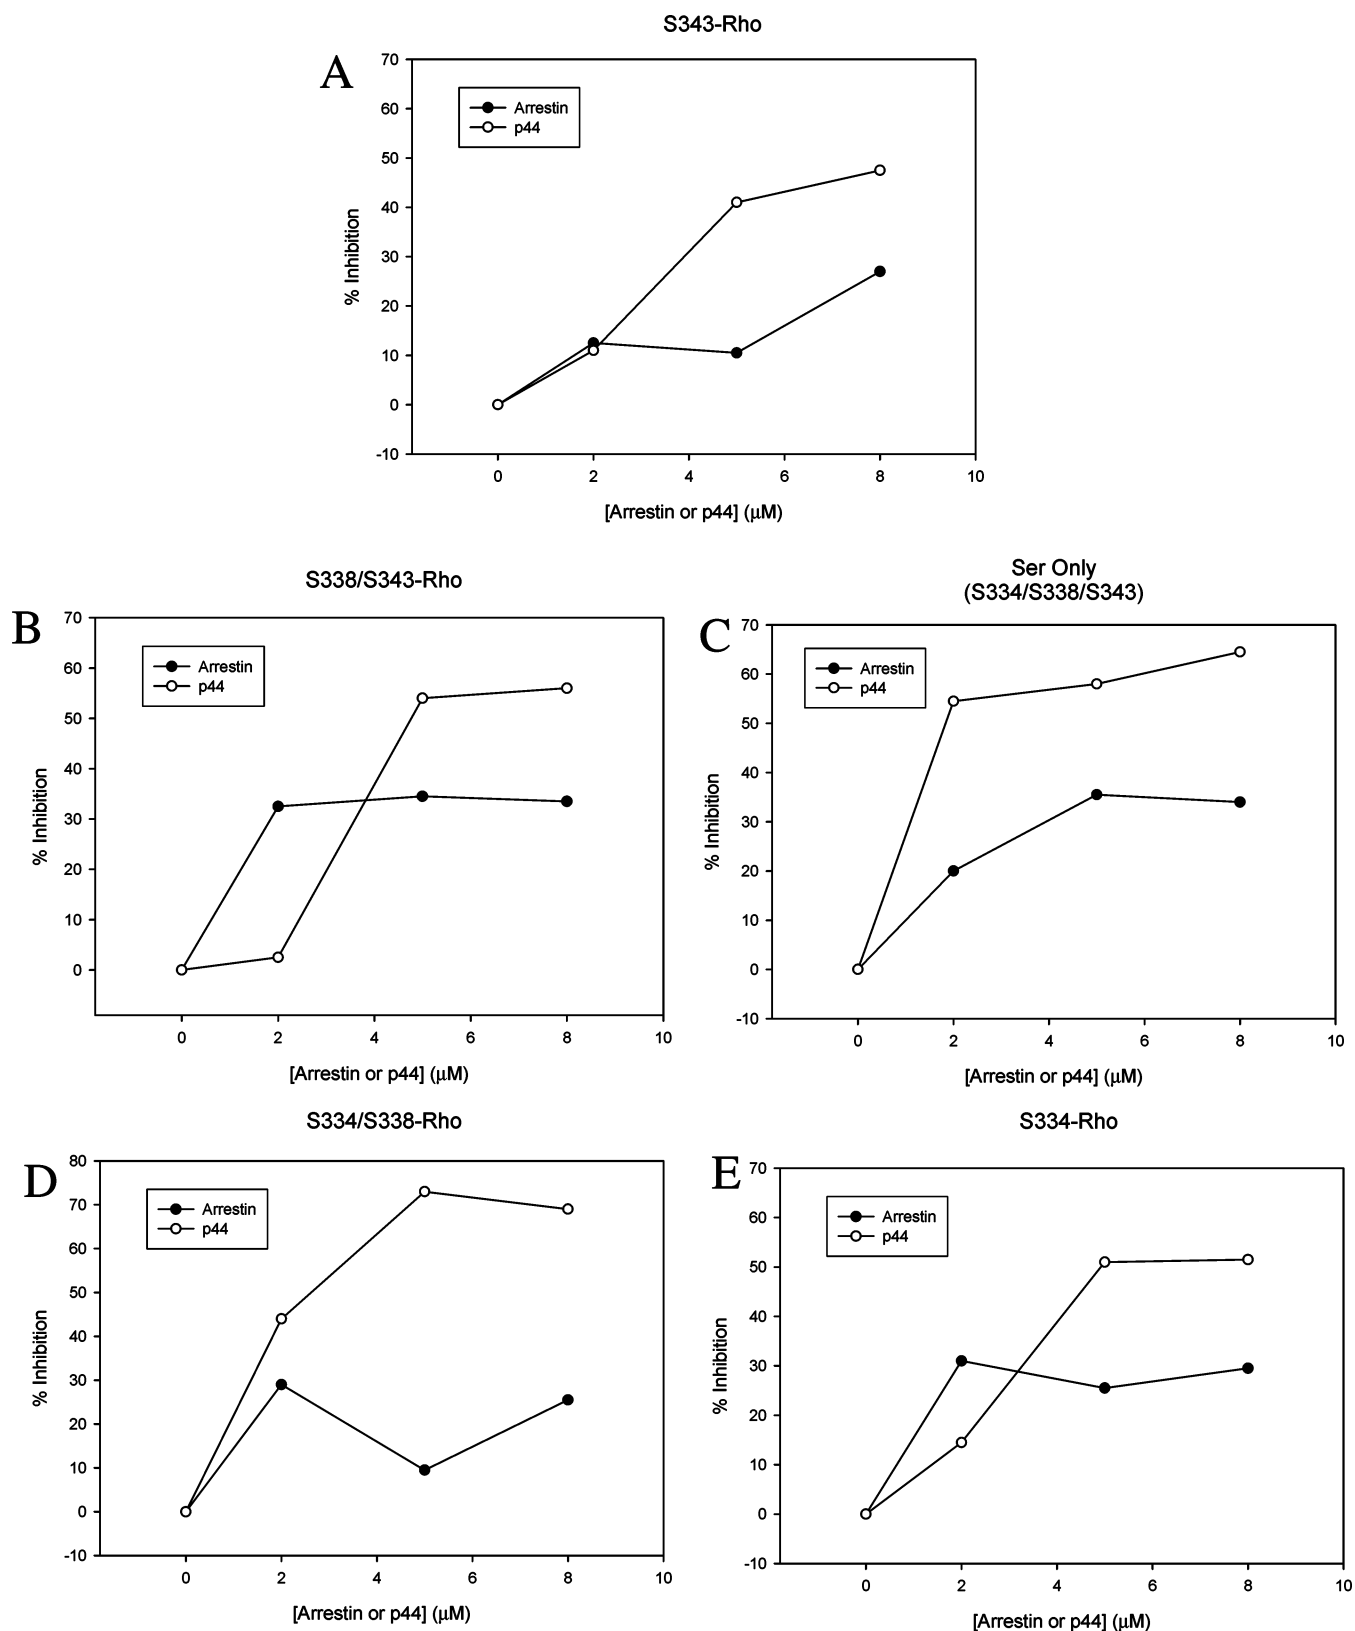 S343-Rho
A
70
60
50
40
30
20
10
0
-10
% Inhibition
Arrestin
p44
0 2 4 6 8 10
[Arrestin or p44] (μM)
S338/S343-Rho
B
70
60
50
40
30
20
10
0
% Inhibition
Arrestin
p44
0 2 4 6 8 10
[Arrestin or p44] (μM)
Ser Only
(S334/S338/S343)
C
70
60
50
40
30
20
10
0
-10
% Inhibition
Arrestin
p44
0 2 4 6 8 10
[Arrestin or p44] (μM)
S334/S338-Rho
D
80
70
60
50
40
30
20
10
0
-10
% Inhibition
Arrestin
p44
0 2 4 6 8 10
[Arrestin or p44] (μM)
S334-Rho
E
70
60
50
40
30
20
10
0
-10
% Inhibition
Arrestin
p44
0 2 4 6 8 10
[Arrestin or p44] (μM)